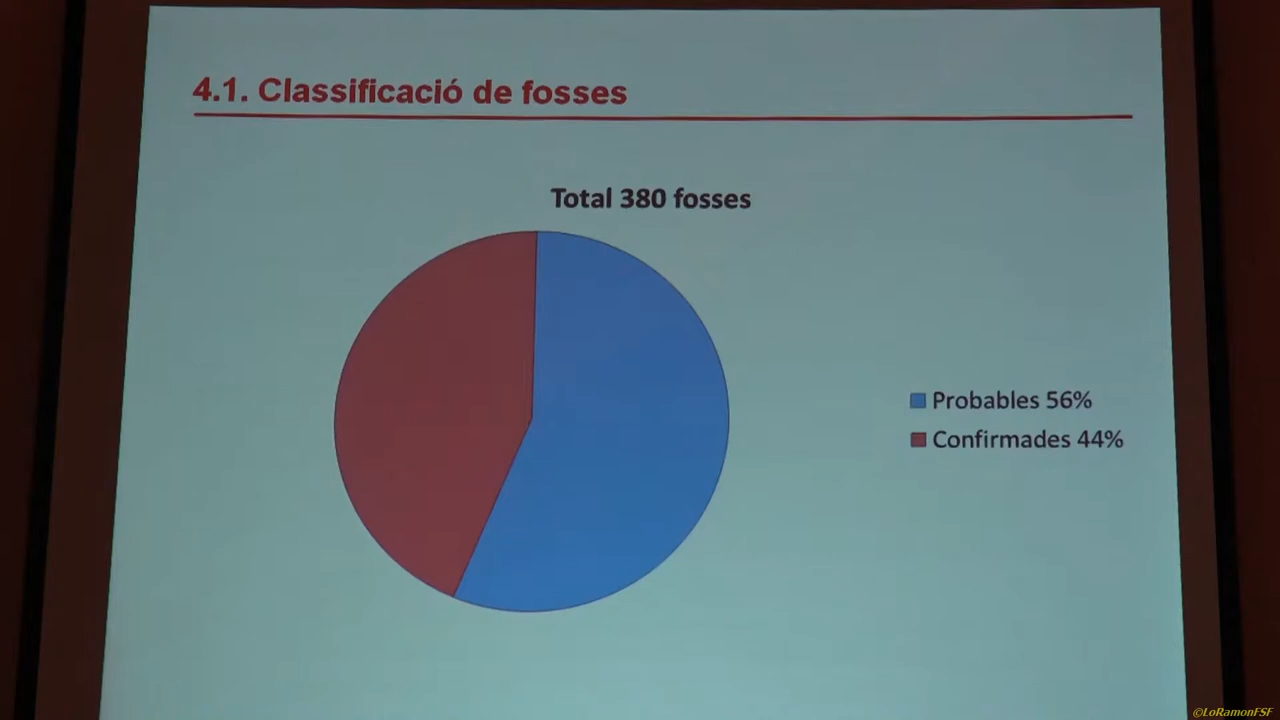 4.1. Classificació de fosses
Total 380 fosses
Probables 56%
Confirmades 44%
©LoRamonFSF